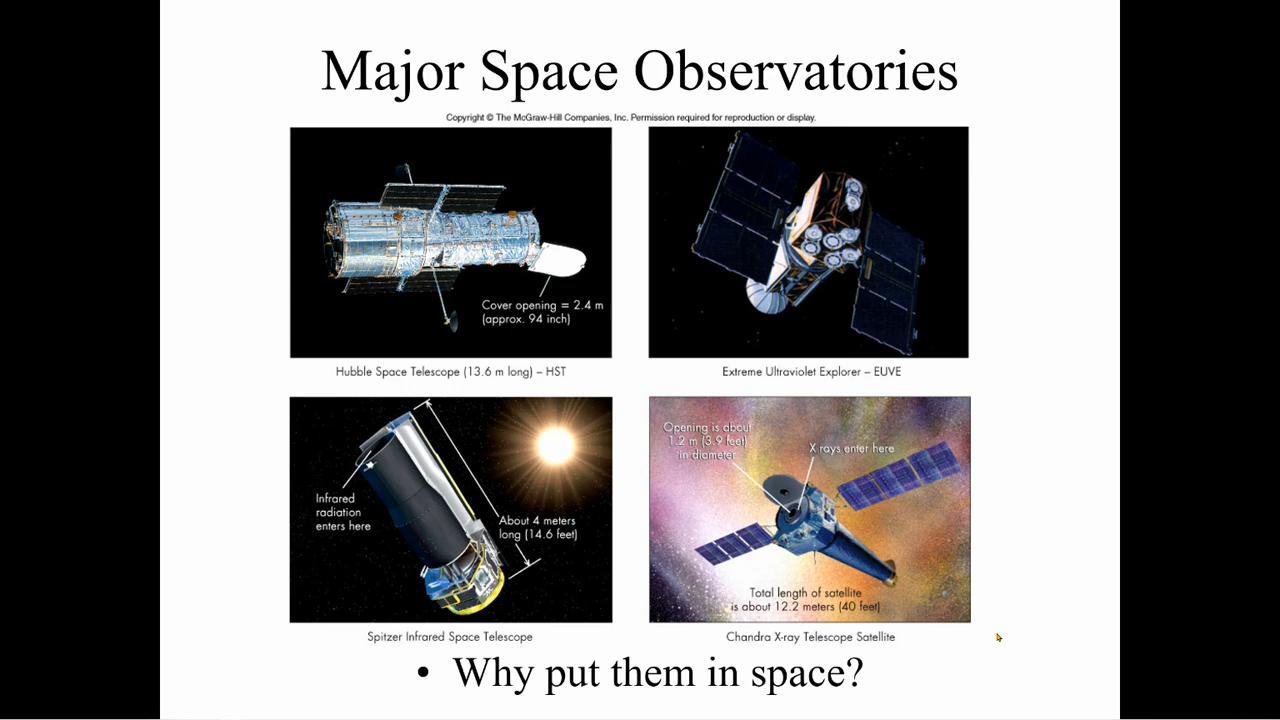 Major Space Observatories
Copyright © The McGraw-Hill Companies, Inc. Permission required for reproduction or display.
Cover opening = 2.4 m
(approx. 94 inch)
Hubble Space Telescope (13.6 m long) – HST
Extreme Ultraviolet Explorer – EUVE
Infrared
radiation
enters here
About 4 meters
long (14.6 feet)
Spitzer Infrared Space Telescope
Opening is about
1.2 m (3.9 feet)
in diameter
X rays enter here
Total length of satellite
is about 12.2 meters (40 feet)
Chandra X-ray Telescope Satellite
• Why put them in space?